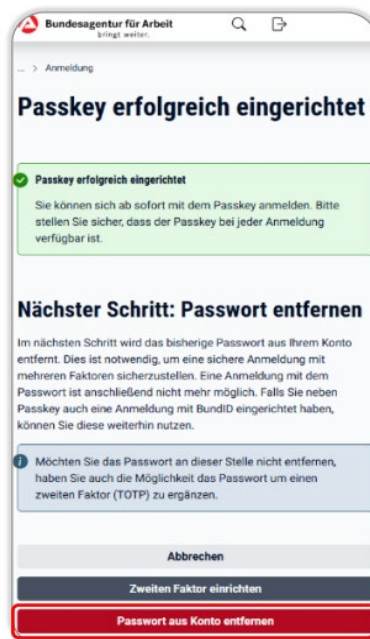 Bundesagentur für Arbeit
bringt weiter.
... > Anmeldung
Passkey erfolgreich eingerichtet
Passkey erfolgreich eingerichtet
Sie können sich ab sofort mit dem Passkey anmelden. Bitte
stellen Sie sicher, dass der Passkey bei jeder Anmeldung
verfügbar ist.
Nächster Schritt: Passwort entfernen
Im nächsten Schritt wird das bisherige Passwort aus Ihrem Konto
entfernt. Dies ist notwendig, um eine sichere Anmeldung mit
mehreren Faktoren sicherzustellen. Eine Anmeldung mit dem
Passwort ist anschließend nicht mehr möglich. Falls Sie neben
Passkey auch eine Anmeldung mit BundID eingerichtet haben,
können Sie diese weiterhin nutzen.
Möchten Sie das Passwort an dieser Stelle nicht entfernen,
haben Sie auch die Möglichkeit das Passwort um einen
zweiten Faktor (TOTP) zu ergänzen.
Abbrechen
Zweiten Faktor einrichten
Passwort aus Konto entfernen